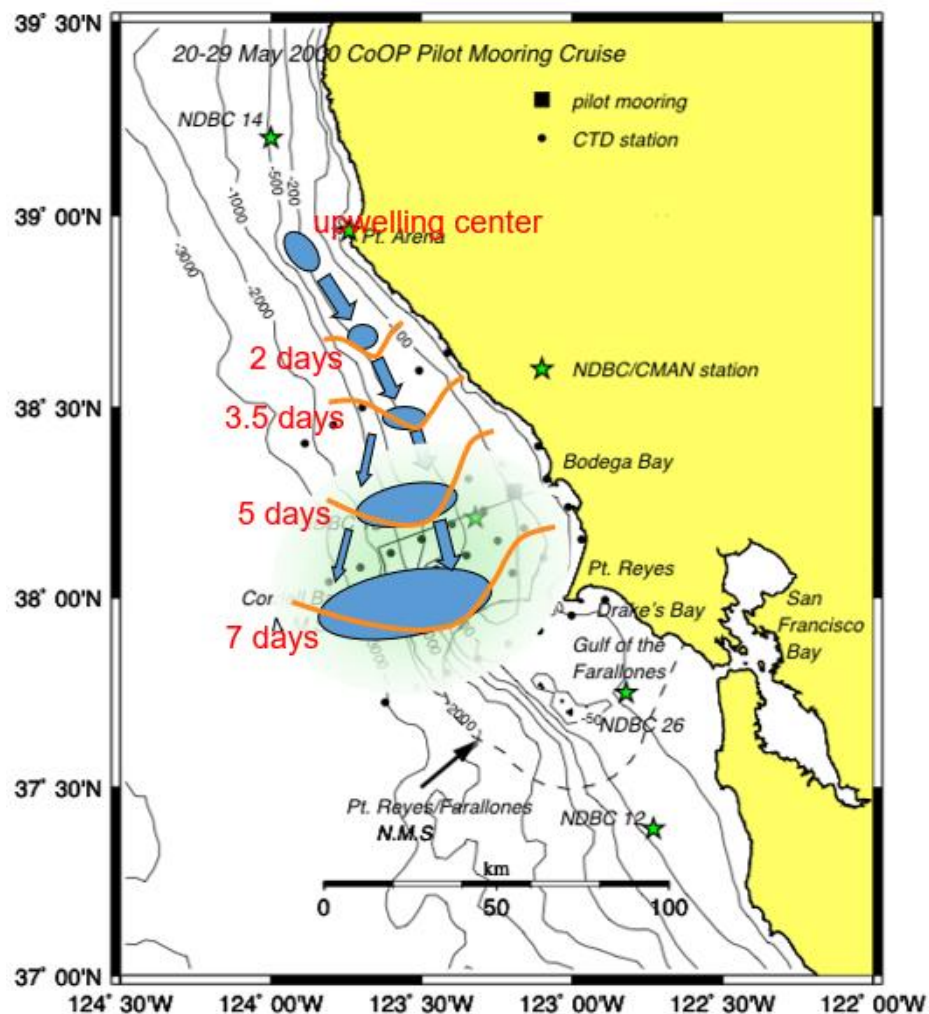 39° 30'N
20-29 May 2000 CoOP Pilot Mooring Cruise
pilot mooring
NDBC 14
CTD station
-500
-200
-1000
39° 00'N
upwelling center
Pt. Arena
-3000
-2000
2 days
NDBC/CMAN station
38° 30'N
3.5 days
Bodega Bay
5 days
Pt. Reyes
38° 00'N
Drake's Bay
San
Francisco
Bay
7 days
Gulf of the
Farallones
-2000
-50
NDBC 26
37° 30'N
Pt. Reyes/Farallones
N.M.S
NDBC 12
km
0 50 100
37° 00'N
124° 30'W 124° 00'W 123° 30'W 123° 00'W 122° 30'W 122° 00'W